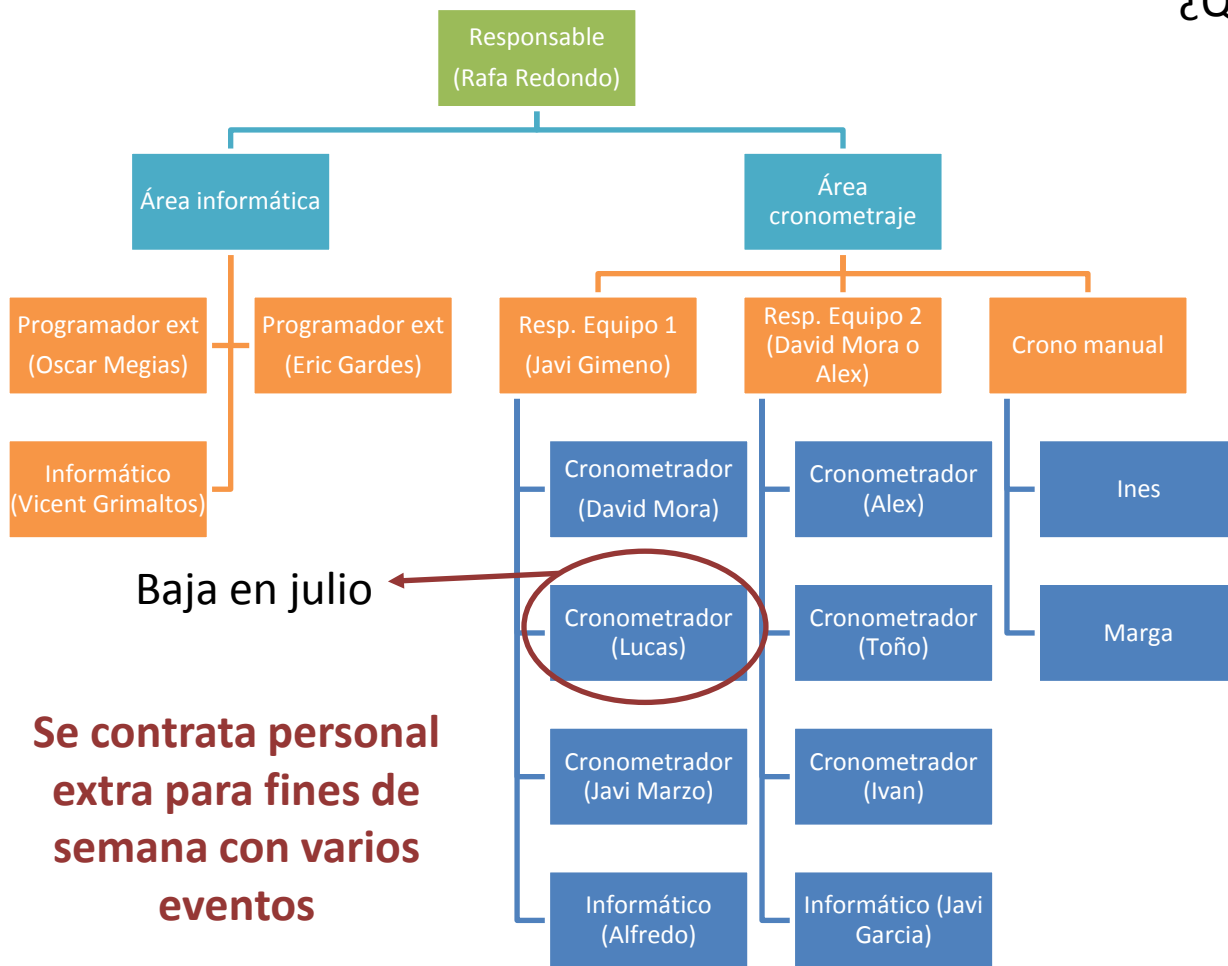 ¿Q
Responsable
(Rafa Redondo)
Área informática
Área
cronometraje
Programador ext
(Oscar Megias)
Programador ext
(Eric Gardes)
Resp. Equipo 1
(Javi Gimeno)
Resp. Equipo 2
(David Mora o
Alex)
Crono manual
Informático
(Vicent Grimaltos)
Cronometrador
(David Mora)
Cronometrador
(Alex)
Ines
Baja en julio
Cronometrador
(Lucas)
Cronometrador
(Toño)
Marga
Se contrata personal
extra para fines de
semana con varios
eventos
Cronometrador
(Javi Marzo)
Cronometrador
(Ivan)
Informático
(Alfredo)
Informático (Javi
Garcia)